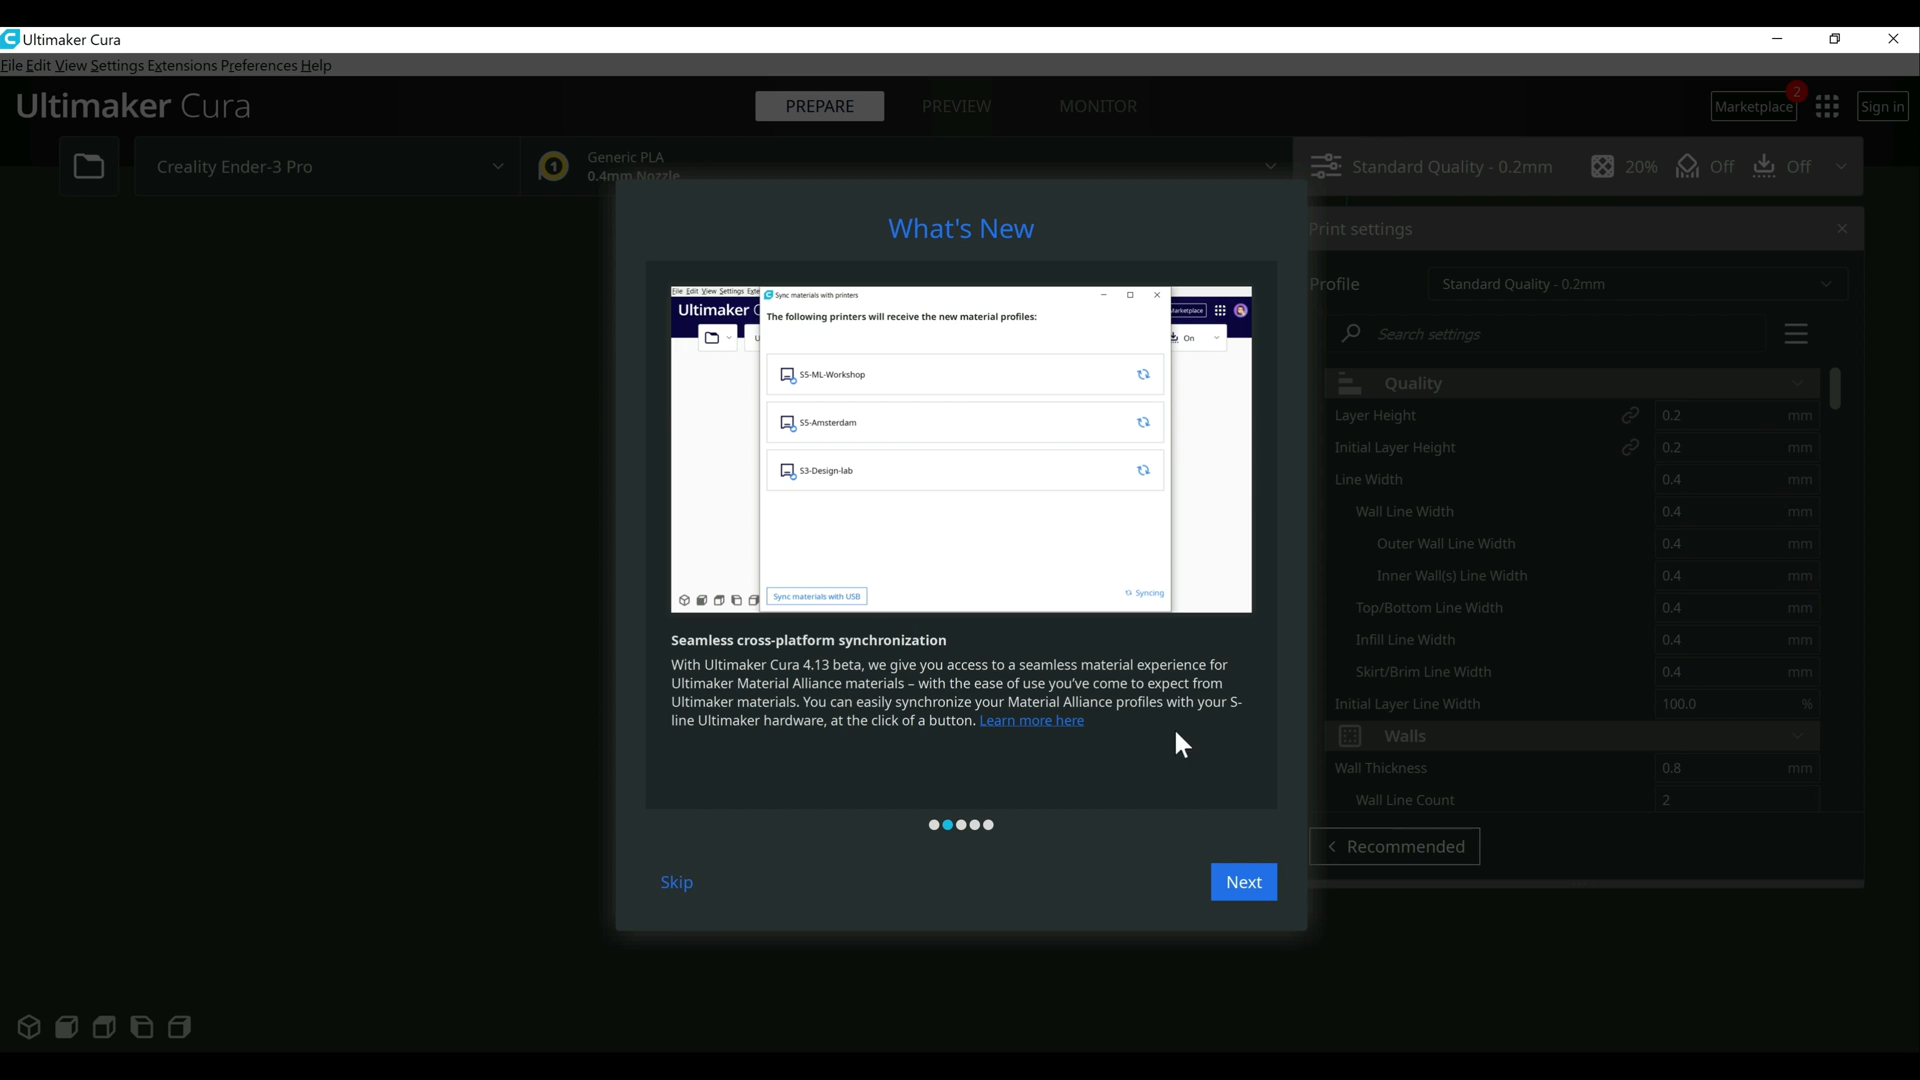 Ultimaker Cura
File Edit View Settings Extensions Preferences Help
Ultimaker Cura
PREPARE
PREVIEW
MONITOR
Marketplace
2
Sign in
Creality Ender-3 Pro
1
Generic PLA
0.4mm Nozzle
Standard Quality - 0.2mm
20%
Off
Off
What's New
File Edit View Settings Exte
Ultimaker C
Sync materials with printers
The following printers will receive the new material profiles:
Marketplace
On
S5-ML-Workshop
S5-Amsterdam
S3-Design-lab
Sync materials with USB
Syncing
Seamless cross-platform synchronization
With Ultimaker Cura 4.13 beta, we give you access to a seamless material experience for
Ultimaker Material Alliance materials – with the ease of use you’ve come to expect from
Ultimaker materials. You can easily synchronize your Material Alliance profiles with your S-
line Ultimaker hardware, at the click of a button. Learn more here
Skip
Next
Print settings
Profile
Standard Quality - 0.2mm
Search settings
Quality
Layer Height 0.2 mm
Initial Layer Height 0.2 mm
Line Width 0.4 mm
Wall Line Width 0.4 mm
Outer Wall Line Width 0.4 mm
Inner Wall(s) Line Width 0.4 mm
Top/Bottom Line Width 0.4 mm
Infill Line Width 0.4 mm
Skirt/Brim Line Width 0.4 mm
Initial Layer Line Width 100.0 %
Walls
Wall Thickness 0.8 mm
Wall Line Count 2
Recommended